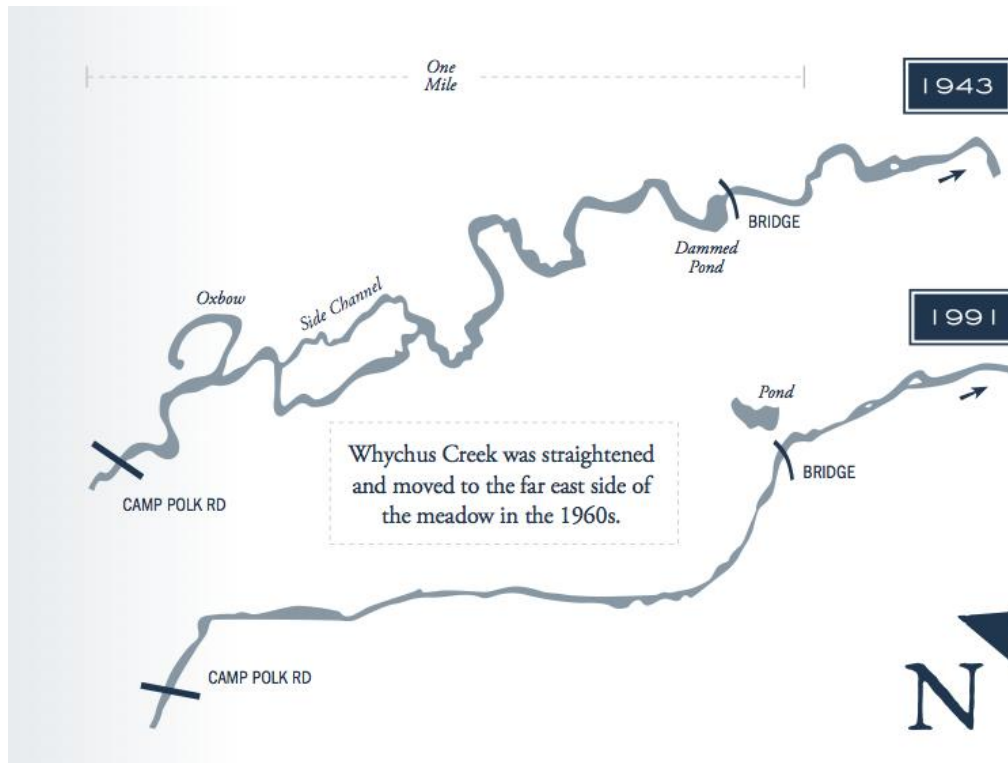 One
Mile
1943
BRIDGE
Dammed
Pond
Oxbow
Side Channel
CAMP POLK RD
1991
Pond
BRIDGE
Whychus Creek was straightened
and moved to the far east side of
the meadow in the 1960s.
CAMP POLK RD
N